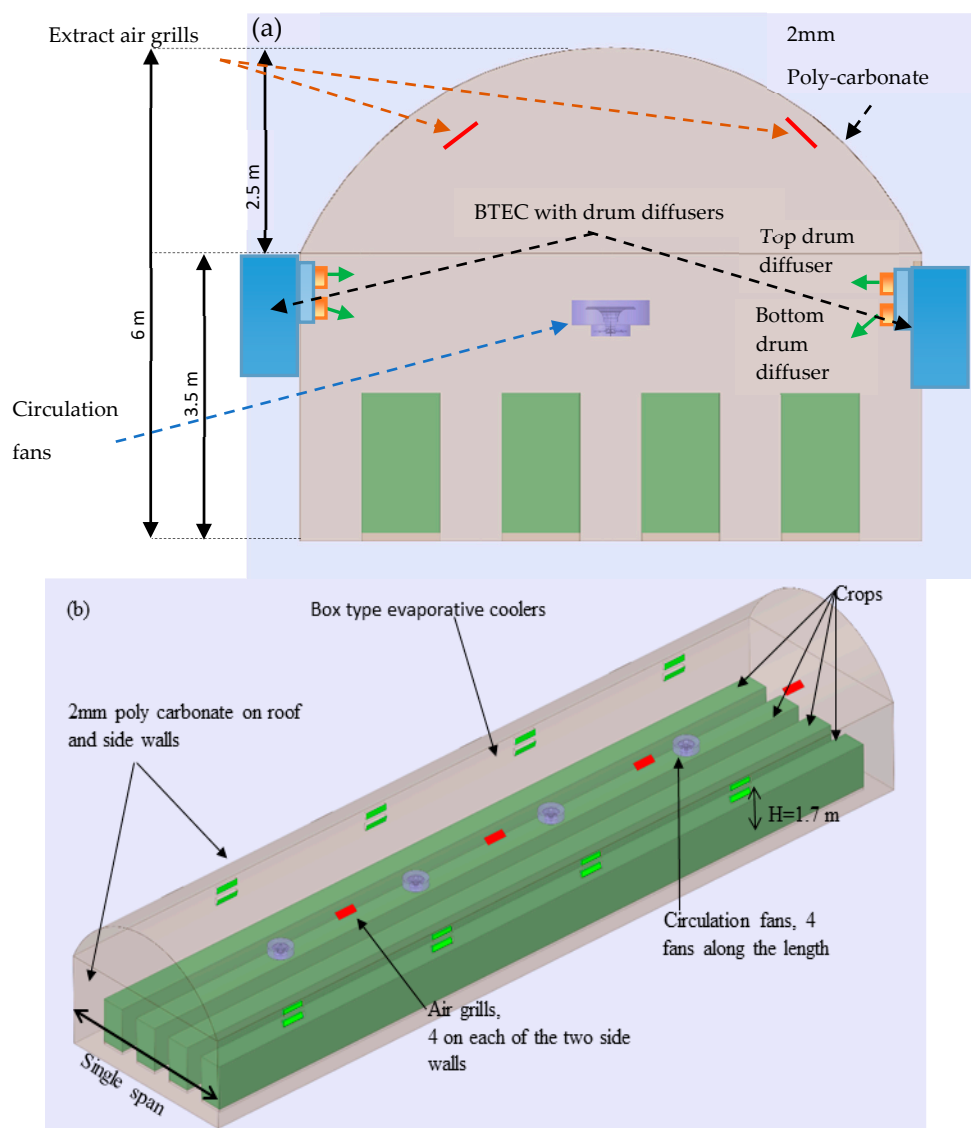 (a)
Extract air grills
2mm
Poly-carbonate
2.5 m
BTEC with drum diffusers
Top drum
diffuser
6 m
3.5 m
Bottom
drum
diffuser
Circulation
fans
(b)
Box type evaporative coolers
Crops
2mm poly carbonate on roof
and side walls
H=1.7 m
Circulation fans, 4
fans along the length
Air grills,
4 on each of the two side
walls
Single span